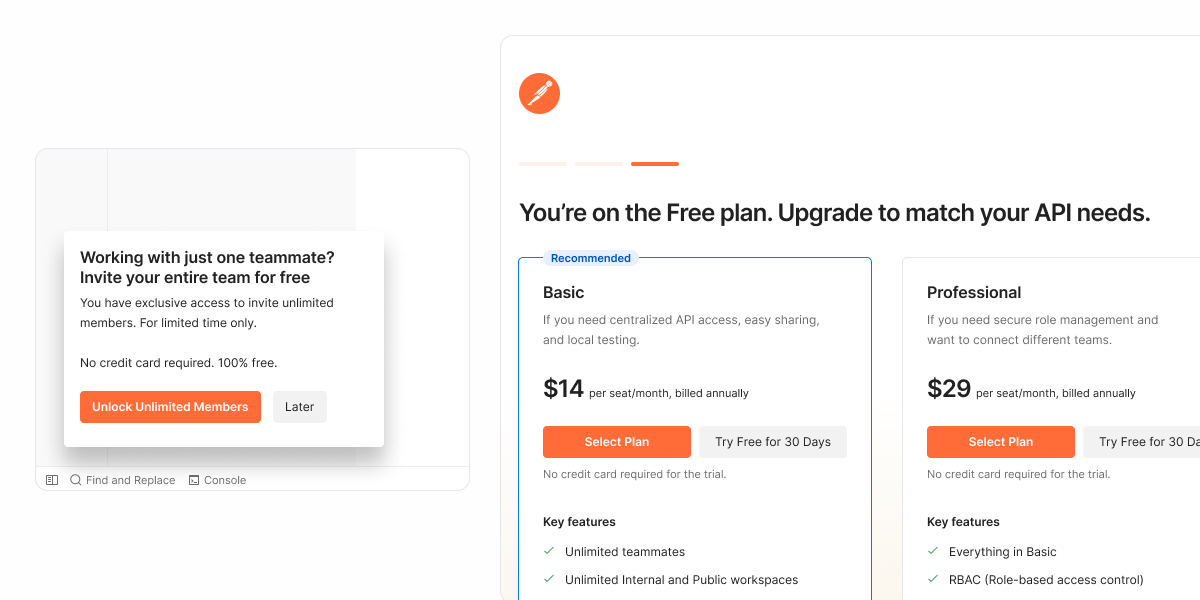 Working with just one teammate?
Invite your entire team for free
You have exclusive access to invite unlimited
members. For limited time only.
No credit card required. 100% free.
Unlock Unlimited Members
Later
Find and Replace
Console
You’re on the Free plan. Upgrade to match your API needs.
Recommended
Basic
If you need centralized API access, easy sharing,
and local testing.
$14 per seat/month, billed annually
Select Plan
Try Free for 30 Days
No credit card required for the trial.
Key features
Unlimited teammates
Unlimited Internal and Public workspaces
Professional
If you need secure role management and
want to connect different teams.
$29 per seat/month, billed annually
Select Plan
Try Free for 30 Da
No credit card required for the trial.
Key features
Everything in Basic
RBAC (Role-based access control)